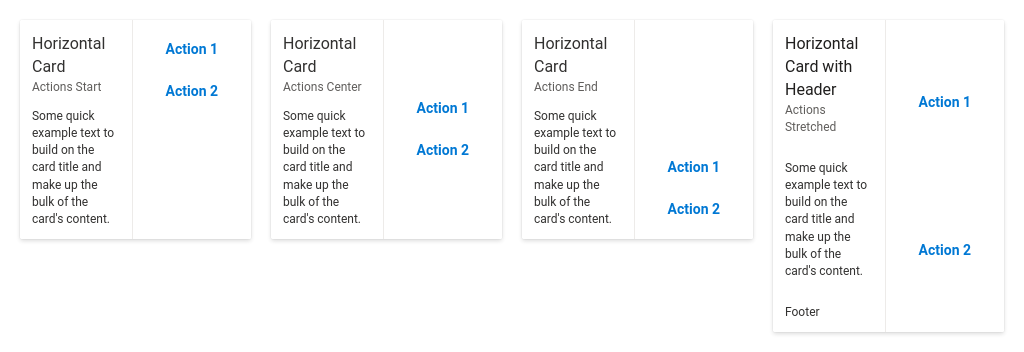 Horizontal
Card
Actions Start
Some quick
example text to
build on the
card title and
make up the
bulk of the
card's content.
Action 1
Action 2
Horizontal
Card
Actions Center
Some quick
example text to
build on the
card title and
make up the
bulk of the
card's content.
Action 1
Action 2
Horizontal
Card
Actions End
Some quick
example text to
build on the
card title and
make up the
bulk of the
card's content.
Action 1
Action 2
Horizontal
Card with
Header
Actions
Stretched
Some quick
example text to
build on the
card title and
make up the
bulk of the
card's content.
Footer
Action 1
Action 2